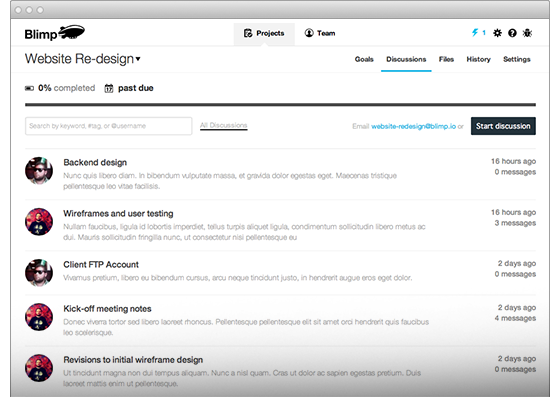 Blimp
Projects
Team
1
Website Re-design
Goals
Discussions
Files
History
Settings
0% completed
past due
Search by keyword, #tag, or @username
All Discussions
Email website-redesign@blimp.io or
Start discussion
Backend design
16 hours ago
Nunc quis libero diam. In bibendum vulputate massa, et gravida dolor egestas eget. Maecenas tristique
0 messages
pellentesque leo vitae facilisis.
Wireframes and user testing
16 hours ago
Nullam faucibus, ligula id lobortis imperdiet, tellus turpis aliquet ligula, condimentum sollicitudin libero metus ac
3 messages
dui. Mauris sollicitudin fringilla nunc, ut consectetur nisi pellentesque eu
Client FTP Account
2 days ago
Vivamus pretium, libero eu bibendum cursus, arcu neque tincidunt justo, in hendrerit augue eros eget dolor.
0 messages
Kick-off meeting notes
2 days ago
Donec viverra tortor sed libero laoreet rhoncus. Pellentesque pellentesque elit sit amet orci hendrerit quis faucibus
4 messages
leo scelerisque.
Revisions to initial wireframe design
2 days ago
Ut tincidunt magna non dui tempus aliquam. Nunc a nisl quam. Cras ut dolor ac sapien egestas pretium. Duis
0 messages
laoreet mattis enim ut pellentesque.